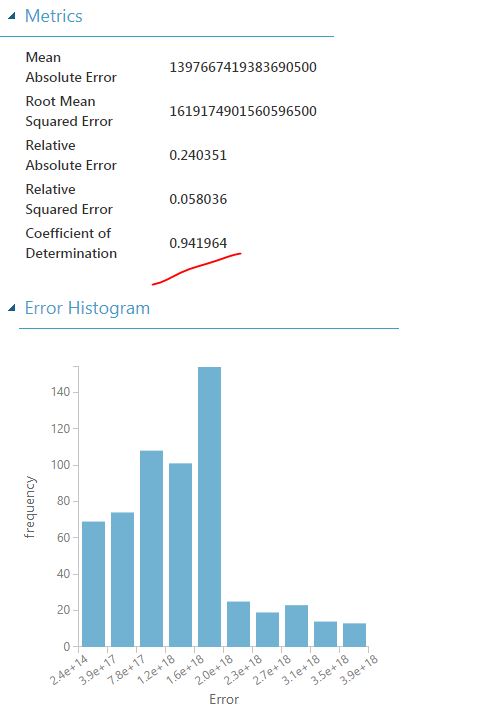 Metrics
Mean
Absolute Error 1397667419383690500
Root Mean
Squared Error 1619174901560596500
Relative
Absolute Error 0.240351
Relative
Squared Error 0.058036
Coefficient of
Determination 0.941964
Error Histogram
140
120
100
80
60
40
20
0
frequency
2.4e+14 3.9e+17 7.8e+17 1.2e+18 1.6e+18 2.0e+18 2.3e+18 2.7e+18 3.1e+18 3.5e+18 3.9e+18
Error